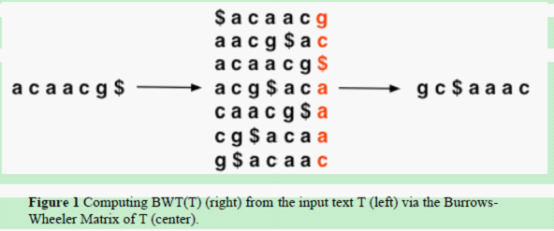 $ a c a a c g
a a c g $ a c
a c a a c g $
a c a a c g $ a c g $ a c a g c $ a a a c
c a a c g $ a
c g $ a c a a
g $ a c a a c
Figure 1 Computing BWT(T) (right) from the input text T (left) via the Burrows-
Wheeler Matrix of T (center).